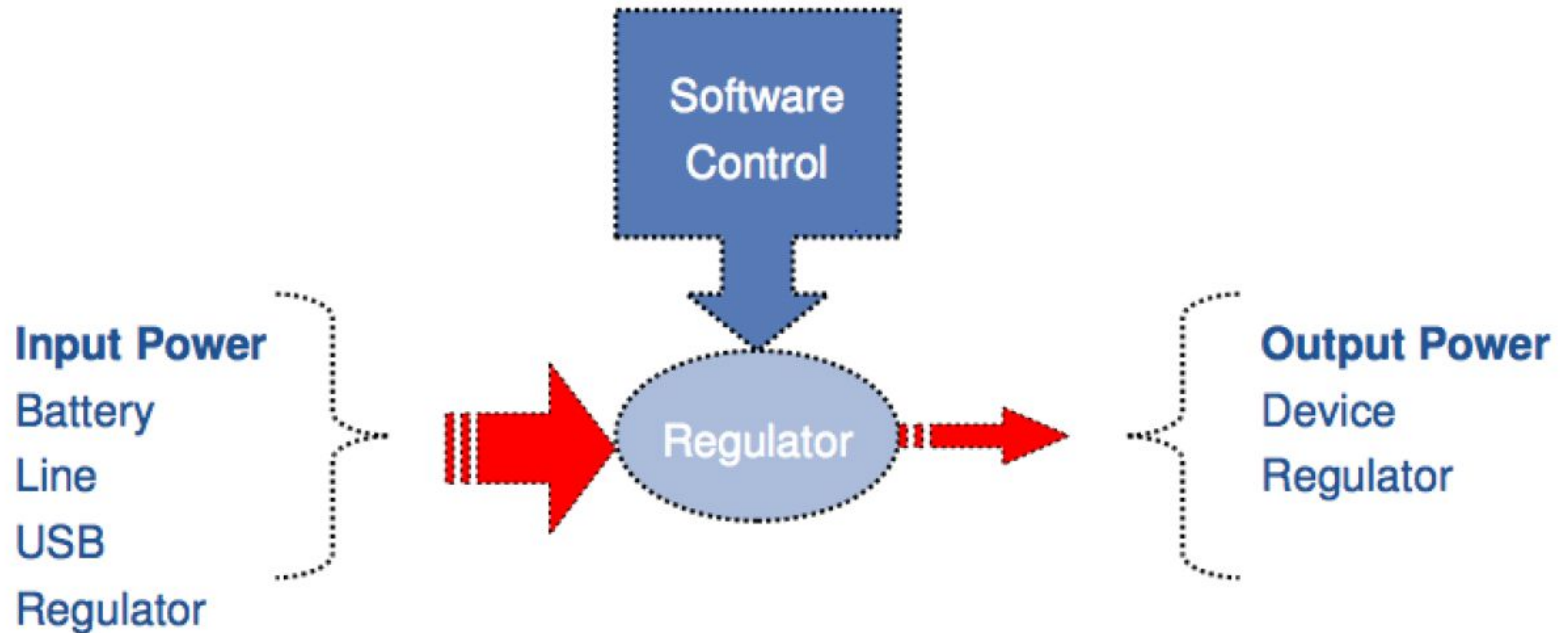 Software
Control
Input Power
Battery
Line
USB
Regulator
Regulator
Output Power
Device
Regulator